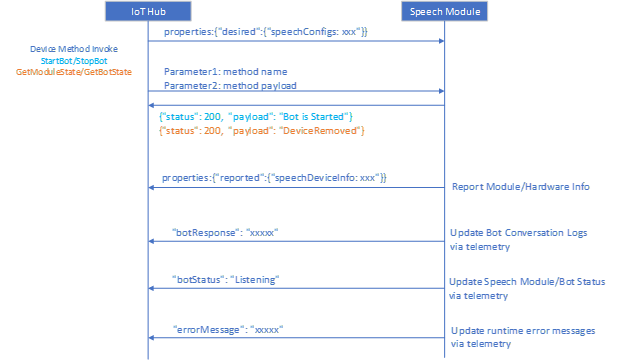 IoT Hub
Speech Module
properties:{"desired":{"speechConfigs: xxx"}}
Device Method Invoke
StartBot/StopBot
GetModuleState/GetBotState
Parameter1: method name
Parameter2: method payload
{"status": 200, "payload": "Bot is Started"}
{"status": 200, "payload": "DeviceRemoved"}
properties:{"reported":{"speechDeviceInfo: xxx"}}
Report Module/Hardware Info
"botResponse": "xxxxx"
Update Bot Conversation Logs
via telemetry
"botStatus": "Listening"
Update Speech Module/Bot Status
via telemetry
"errorMessage": "xxxxx"
Update runtime error messages
via telemetry